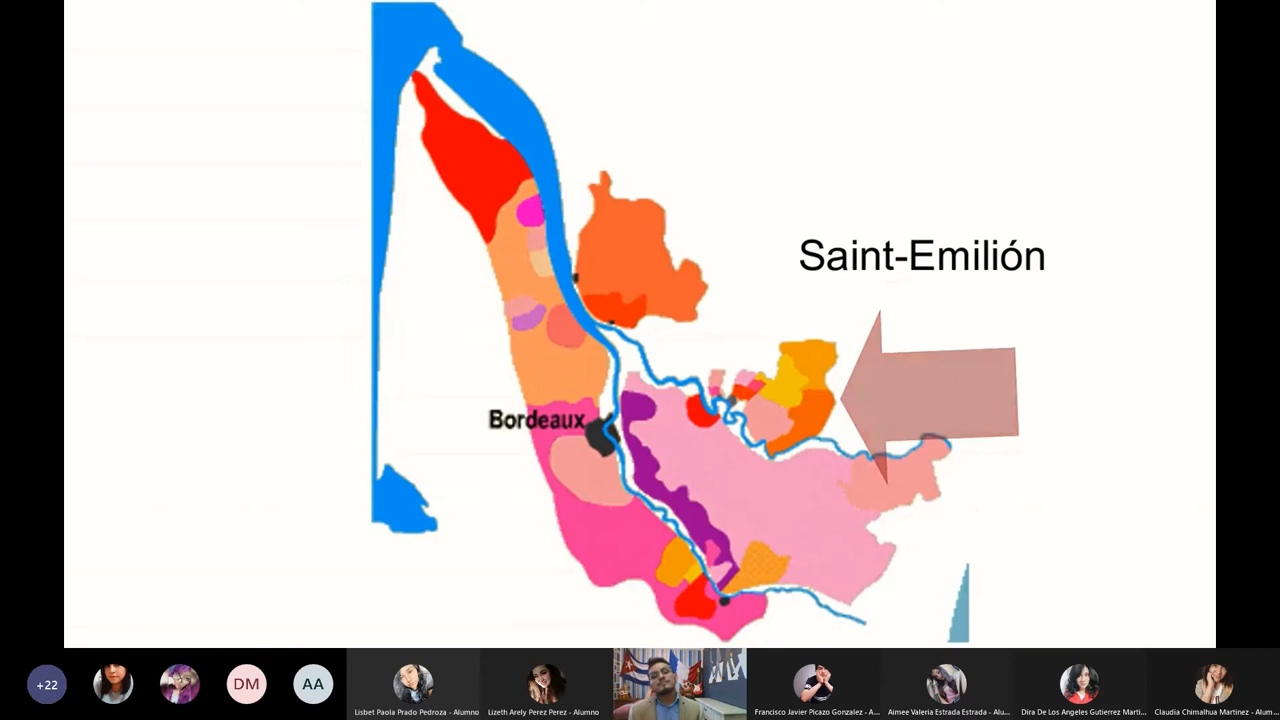 Saint-Emilión
Bordeaux
+22
DM
AA
Lisbet Paola Prado Pedroza - Alumno
Lizeth Arely Perez Perez - Alumno
Francisco Javier Picazo Gonzalez - A...
Aimee Valeria Estrada Estrada - Alu...
Dira De Los Angeles Gutierrez Marti...
Claudia Chimalhua Martinez - Alum...